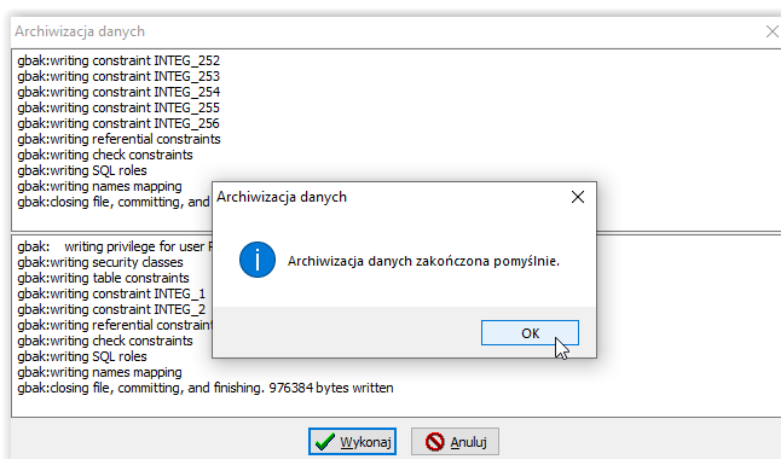 Archiwizacja danych
gbak:writing constraint INTEG_252
gbak:writing constraint INTEG_253
gbak:writing constraint INTEG_254
gbak:writing constraint INTEG_255
gbak:writing constraint INTEG_256
gbak:writing referential constraints
gbak:writing check constraints
gbak:writing SQL roles
gbak:writing names mapping
gbak:closing file, committing, and
Archiwizacja danych
Archiwizacja danych zakończona pomyślnie.
OK
gbak: writing privilege for user
gbak:writing security classes
gbak:writing table constraints
gbak:writing constraint INTEG_1
gbak:writing constraint INTEG_2
gbak:writing referential constraint
gbak:writing check constraints
gbak:writing SQL roles
gbak:writing names mapping
gbak:closing file, committing, and finishing. 976384 bytes written
Wykonaj
Anuluj